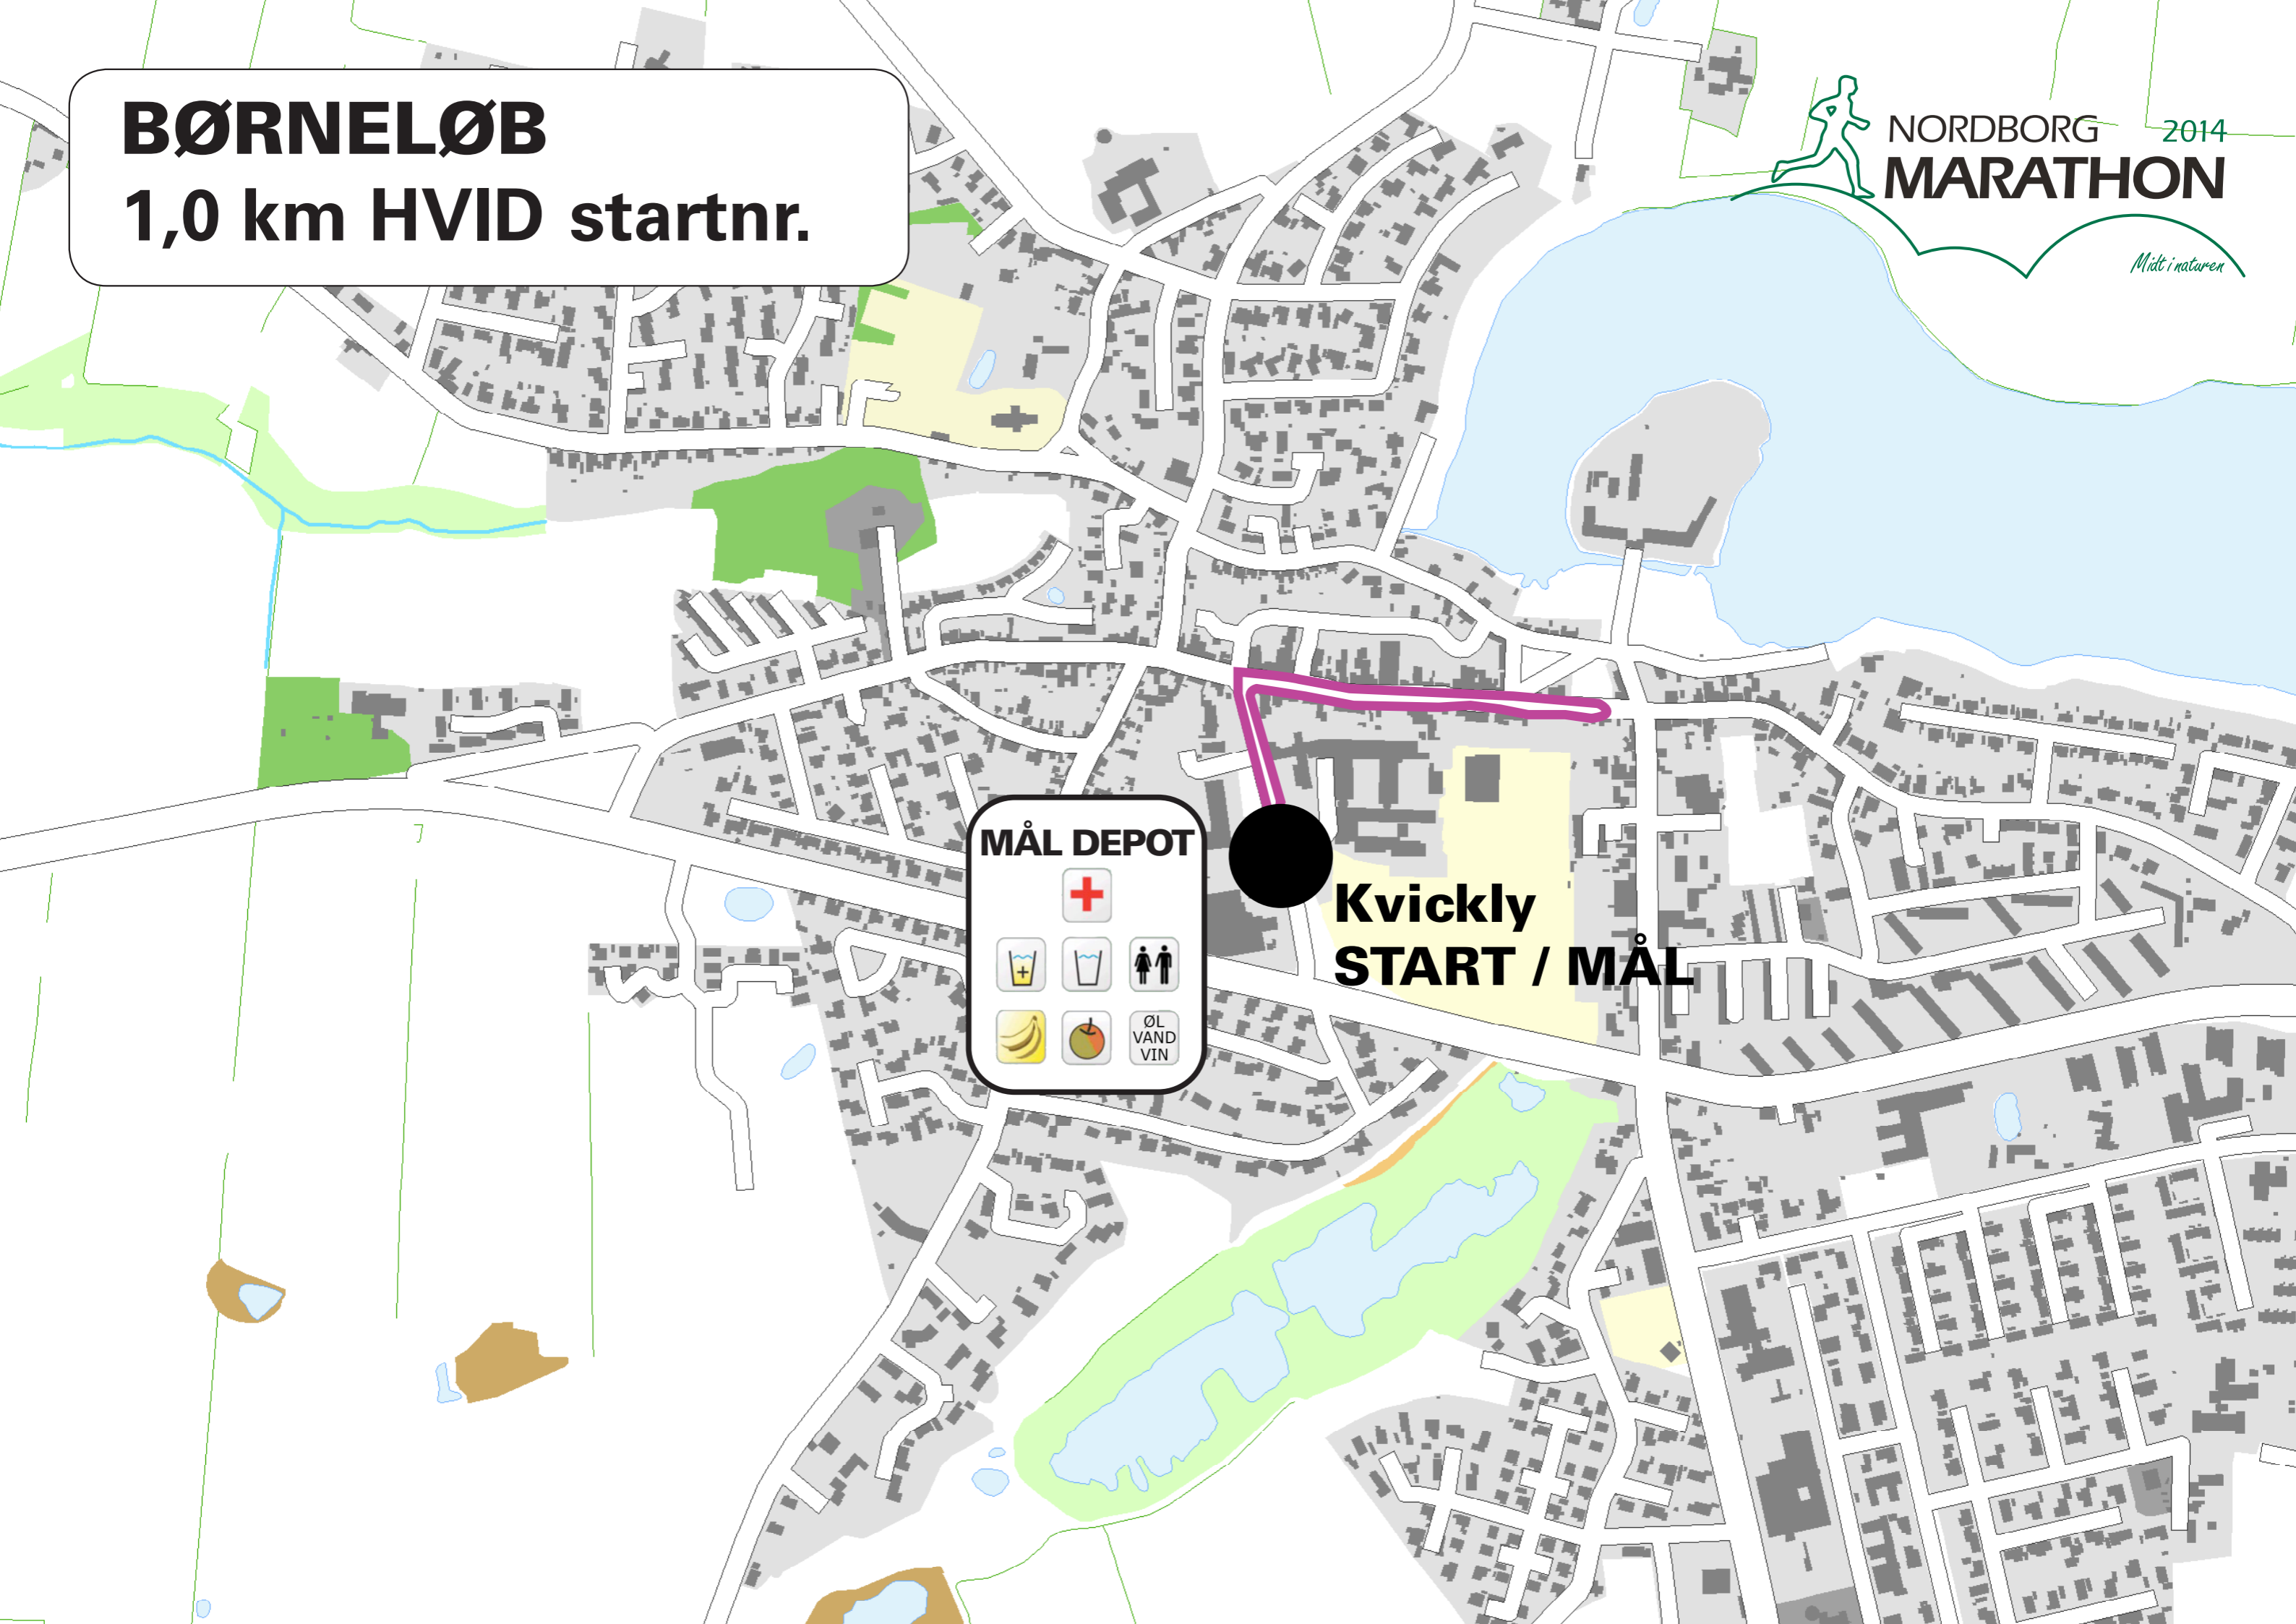 BØRNELØB
1,0 km HVID startnr.
NORDBORG 2014
MARATHON
Midt i naturen
MÅL DEPOT
ØL
VAND
VIN
Kvickly
START / MÅL